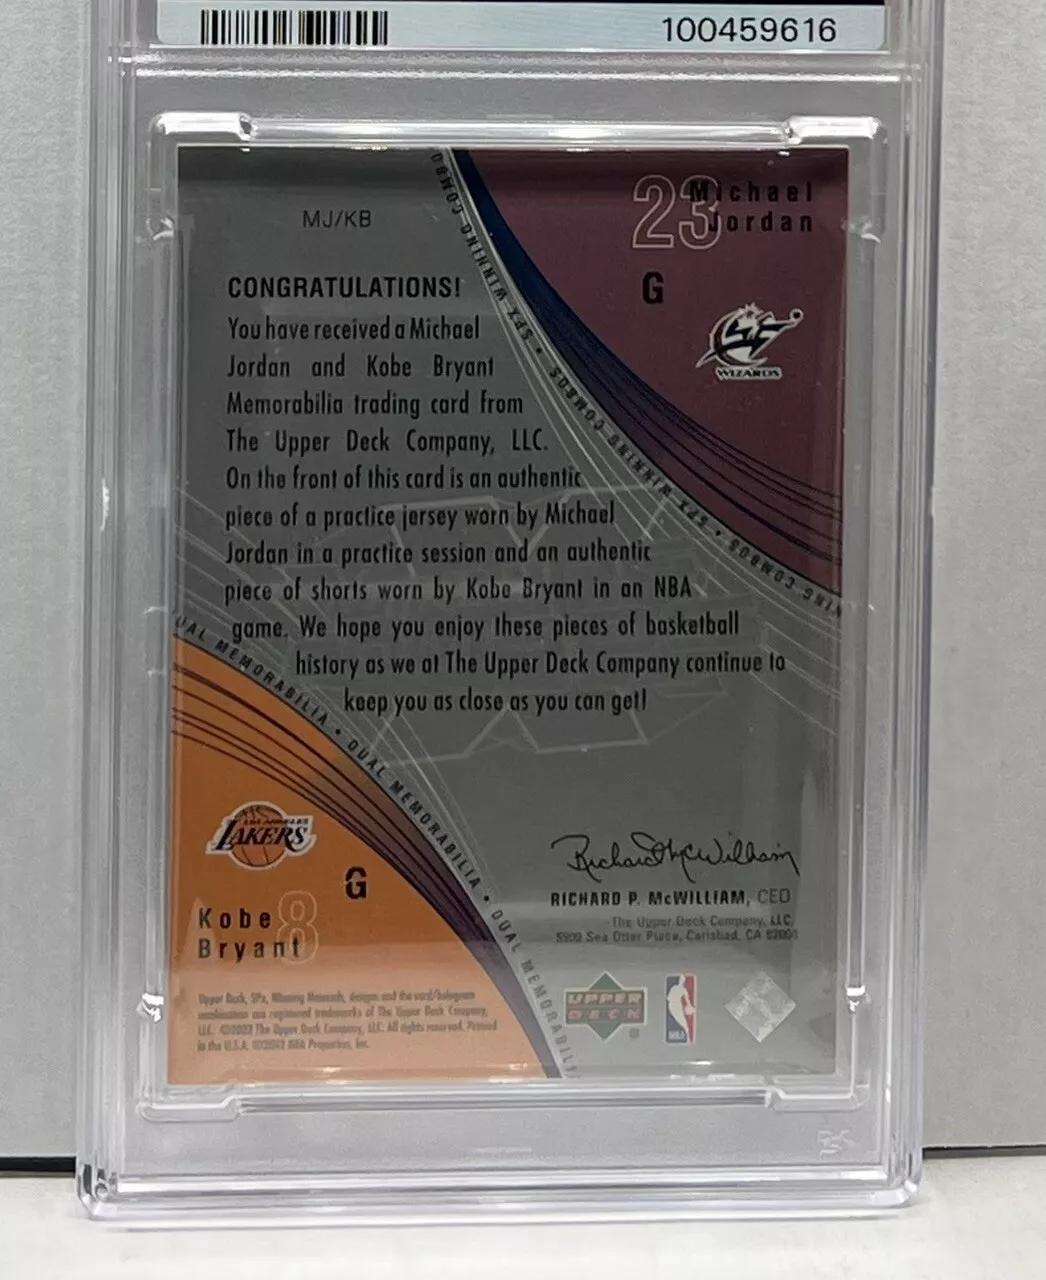 100459616
MJ/KB
23
Michael
Jordan
G
WIZARDS
CONGRATULATIONS!
You have received a Michael
Jordan and Kobe Bryant
Memorabilia trading card from
The Upper Deck Company, LLC.
On the front of this card is an authentic
piece of a practice jersey worn by Michael
Jordan in a practice session and an authentic
piece of shorts worn by Kobe Bryant in an NBA
game. We hope you enjoy these pieces of basketball
history as we at The Upper Deck Company continue to
keep you as close as you can get!
COMBO
SPX WINNING COMBOS • SPX WINNING COMBOS •
NING COMBOS
DUAL MEMORABILIA • DUAL MEMORABILIA • DUAL MEMORABILI
LOS ANGELES
LAKERS
G
Kobe
Bryant
8
Richard McWilliam
RICHARD P. McWILLIAM, CEO
The Upper Deck Company, LLC.
5909 Sea Otter Place, Carlsbad, CA
Upper Deck, SPx, Winning Materials, designs and the card/hologram
combination are registered trademarks of The Upper Deck Company,
LLC. ©2002 The Upper Deck Company, LLC. All rights reserved. Printed
in the U.S.A. ©2002 NBA Properties, Inc.
UPPER
DECK
NBA